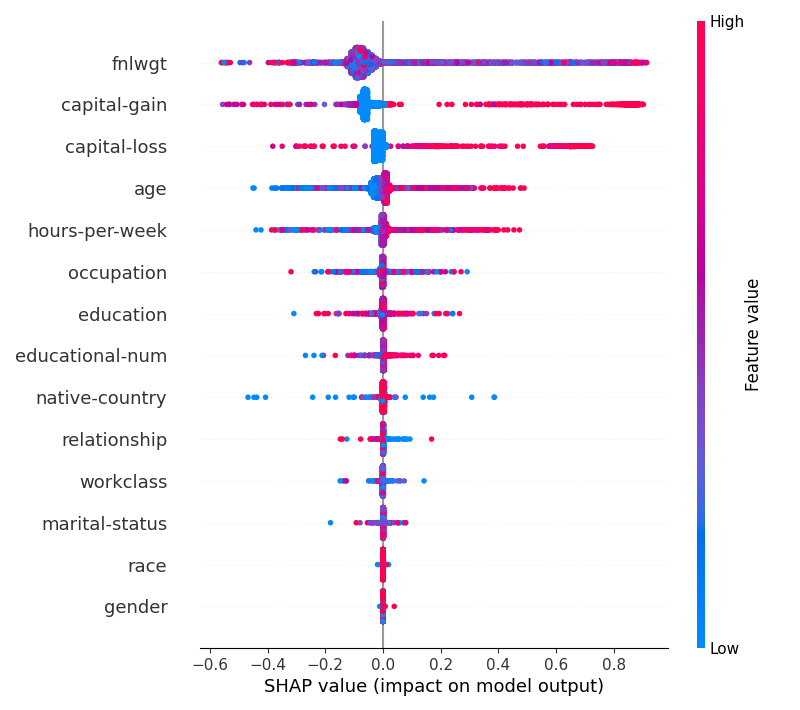 High
fnlwgt
capital-gain
capital-loss
age
hours-per-week
occupation
education
educational-num
native-country
relationship
workclass
marital-status
race
gender
Feature value
Low
−0.6 −0.4 −0.2 0.0 0.2 0.4 0.6 0.8
SHAP value (impact on model output)